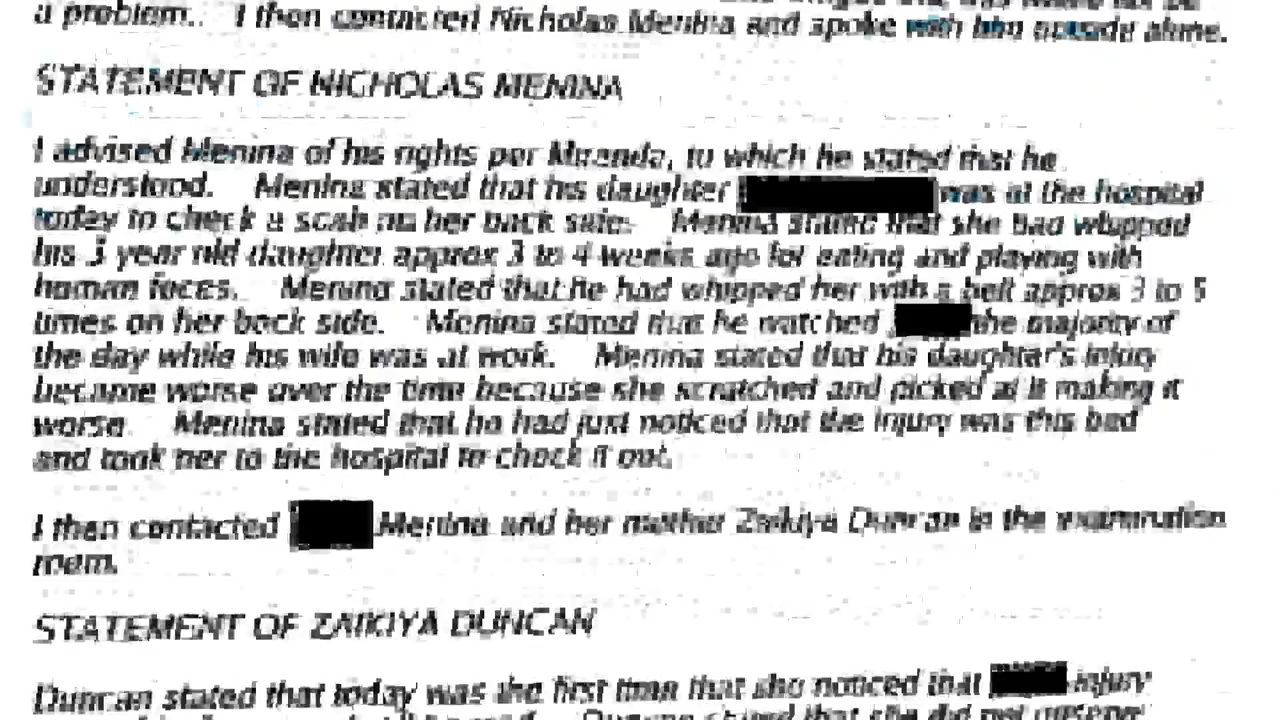 a problem.. I then contacted Nicholas Menina and spoke with him outside alone.
STATEMENT OF NICHOLAS MENINA
I advised Menina of his rights per Miranda, to which he stated that he
understood. Menina stated that his daughter was at the hospital
today to check a scab on her back side. Menina stated that she had whipped
his 3 year old daughter approx 3 to 4 weeks ago for eating and playing with
human feces. Menina stated that he had whipped her with a belt approx 3 to 5
times on her back side. Menina stated that he watched the majority of
the day while his wife was at work. Menina stated that his daughter's injury
became worse over the time because she scratched and picked at it making it
worse. Menina stated that he had just noticed that the injury was this bad
and took her to the hospital to check it out.
I then contacted Menina and her mother Zaikiya Duncan in the examination
room.
STATEMENT OF ZAIKIYA DUNCAN
Duncan stated that today was the first time that she noticed that injury
stated that she did not